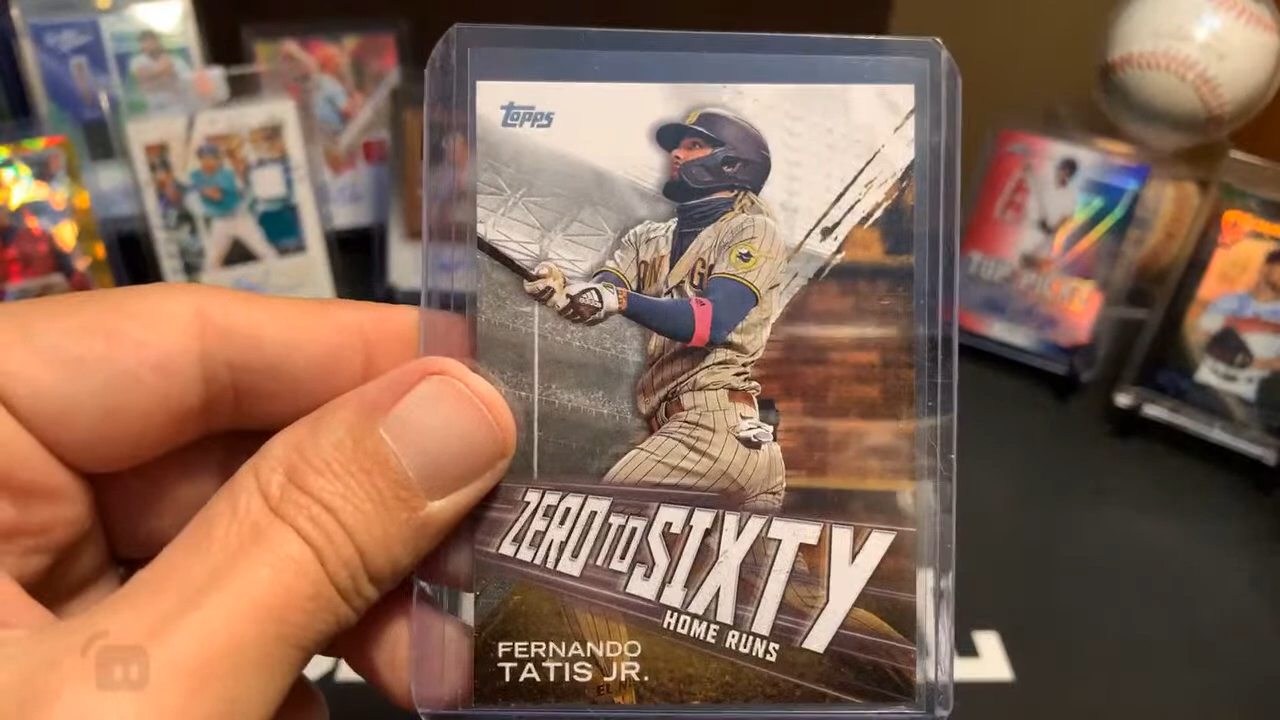 Topps
ZERO TO SIXTY
HOME RUNS
FERNANDO
TATIS JR.